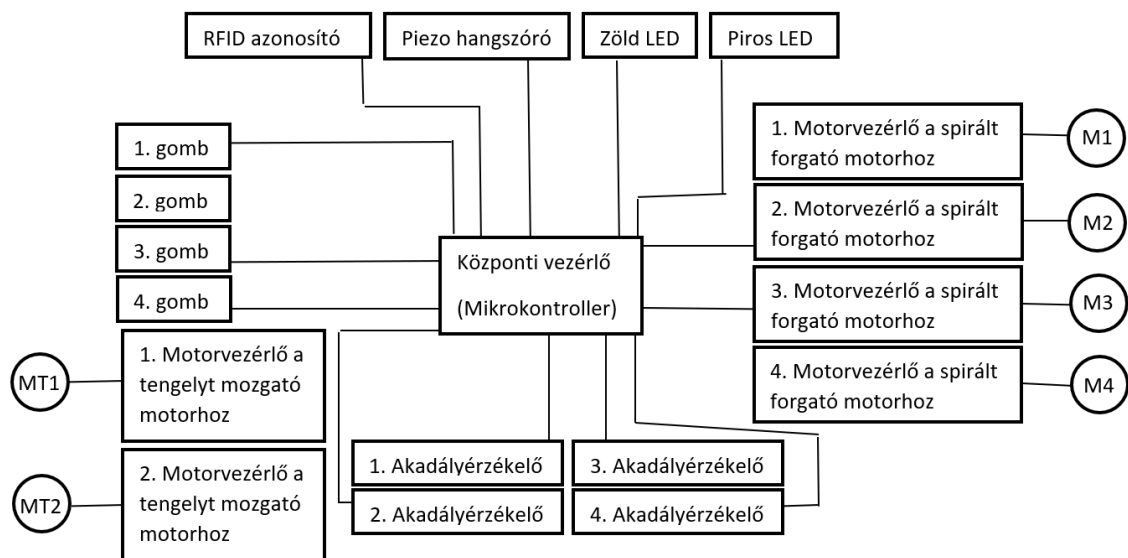 RFID azonosító
Piezo hangszóró
Zöld LED
Piros LED
1. gomb
2. gomb
3. gomb
4. gomb
Központi vezérlő
(Mikrokontroller)
1. Motorvezérlő a spirált
forgató motorhoz
M1
2. Motorvezérlő a spirált
forgató motorhoz
M2
3. Motorvezérlő a spirált
forgató motorhoz
M3
4. Motorvezérlő a spirált
forgató motorhoz
M4
MT1
1. Motorvezérlő a
tengelyt mozgató
motorhoz
MT2
2. Motorvezérlő a
tengelyt mozgató
motorhoz
1. Akadályérzékelő
2. Akadályérzékelő
3. Akadályérzékelő
4. Akadályérzékelő